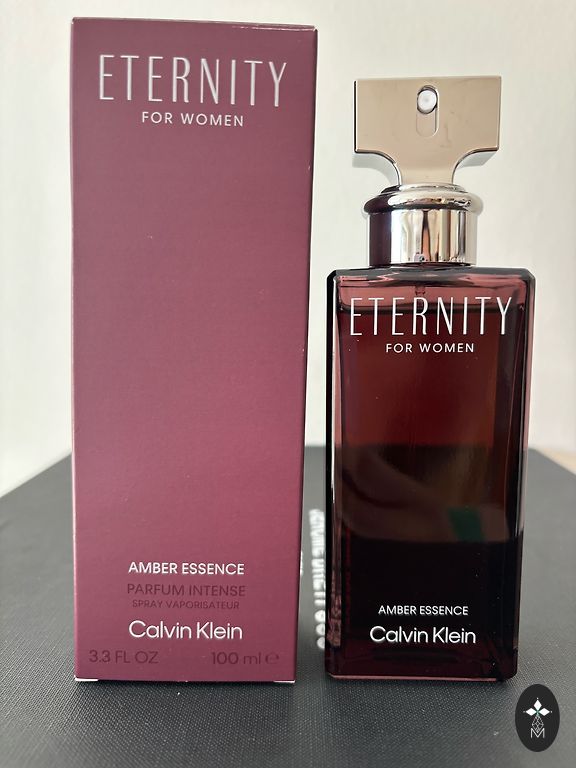 ETERNITY
FOR WOMEN
AMBER ESSENCE
PARFUM INTENSE
SPRAY VAPORISATEUR
Calvin Klein
3.3 FL OZ 100 ml ℮
ETERNITY
FOR WOMEN
AMBER ESSENCE
Calvin Klein
M